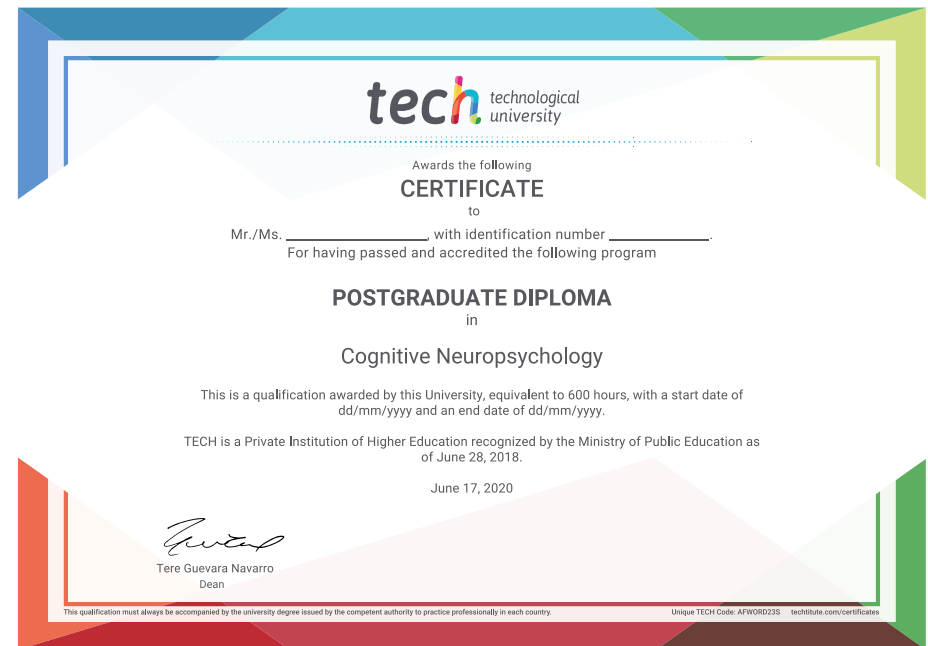 tech technological
university
Awards the following
CERTIFICATE
to
Mr./Ms. ____________________, with identification number ______________.
For having passed and accredited the following program
POSTGRADUATE DIPLOMA
in
Cognitive Neuropsychology
This is a qualification awarded by this University, equivalent to 600 hours, with a start date of
dd/mm/yyyy and an end date of dd/mm/yyyy.
TECH is a Private Institution of Higher Education recognized by the Ministry of Public Education as
of June 28, 2018.
June 17, 2020
Tere Guevara Navarro
Dean
This qualification must always be accompanied by the university degree issued by the competent authority to practice professionally in each country.
Unique TECH Code: AFWORD23S techtitute.com/certificates